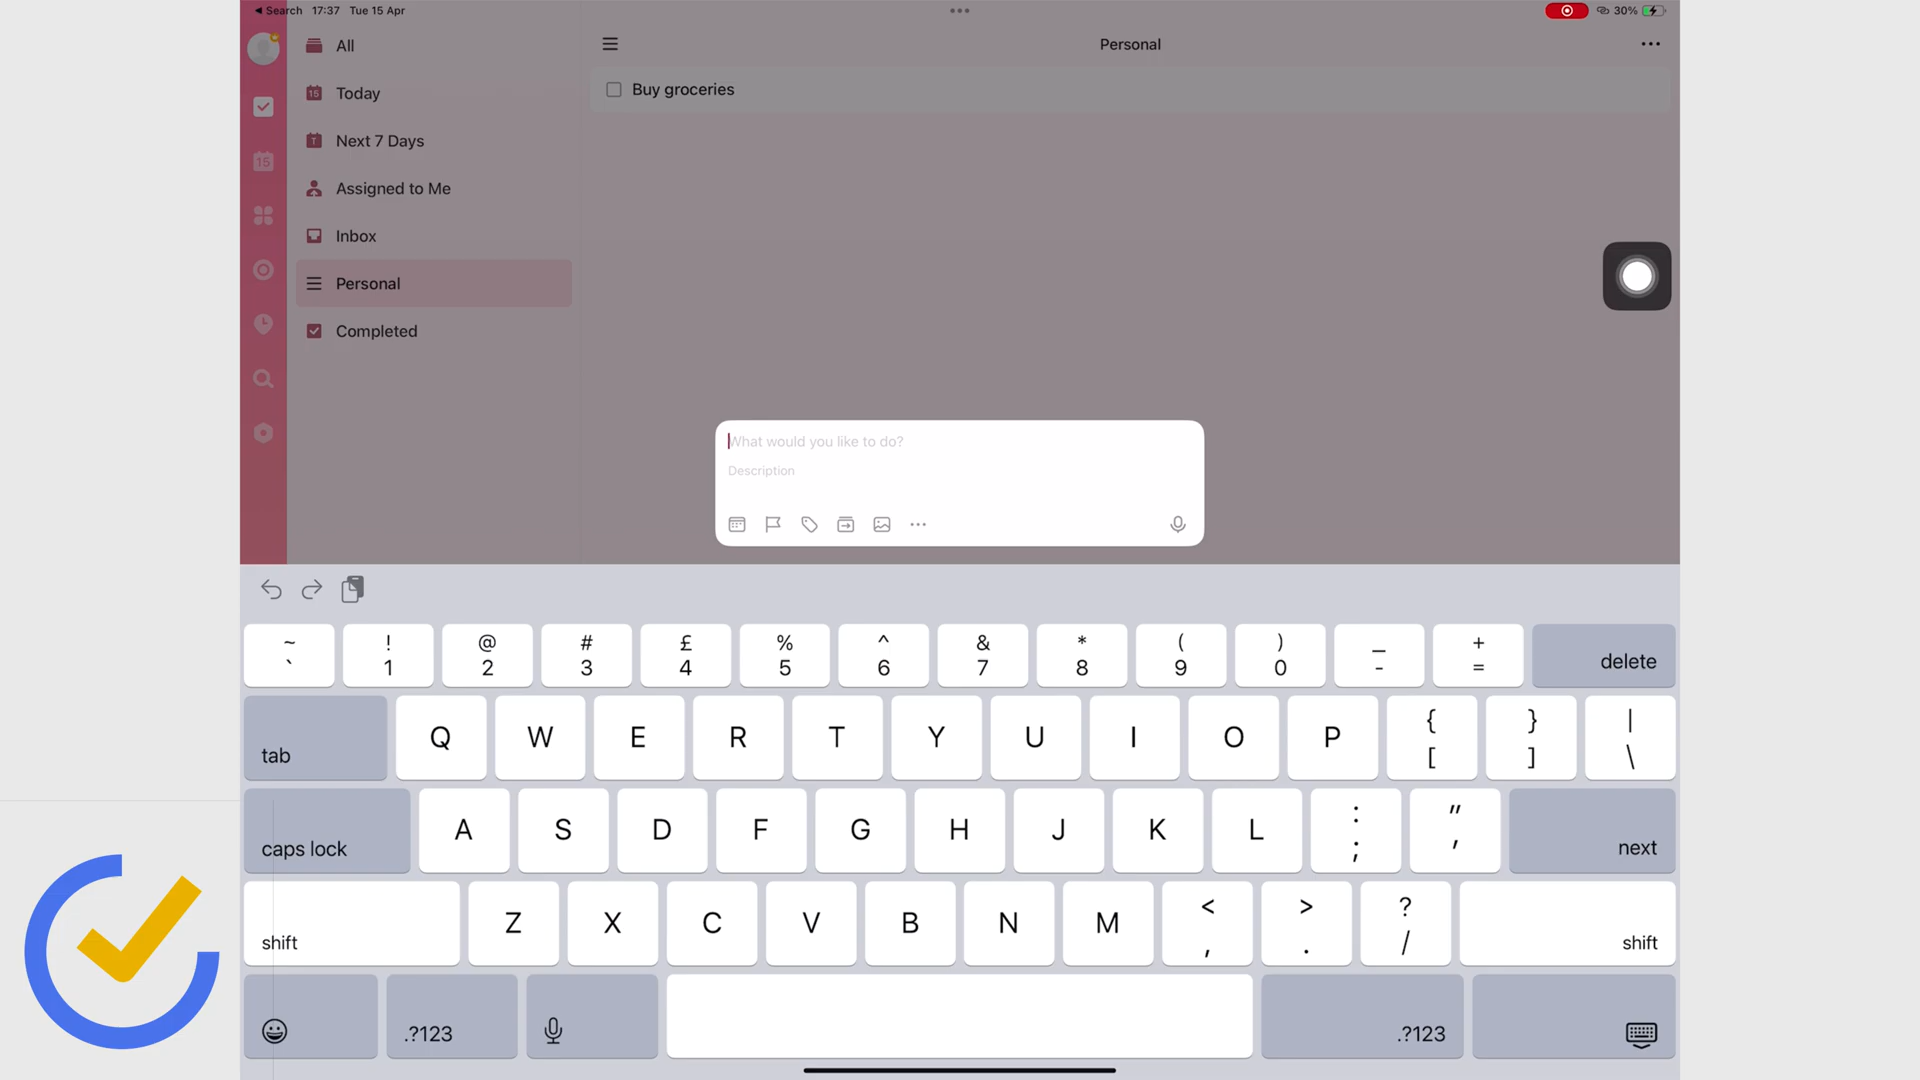 ◀ Search 17:37 Tue 15 Apr
30%
All
15 Today
T Next 7 Days
Assigned to Me
Inbox
Personal
Completed
15
Personal
Buy groceries
What would you like to do?
Description
~ ! @ # £ % ^ & * ( ) _ +
` 1 2 3 4 5 6 7 8 9 0 - = delete
tab Q W E R T Y U I O P { [ } ] | \
caps lock A S D F G H J K L : ; " ' next
shift Z X C V B N M < , > . ? / shift
.?123 .?123